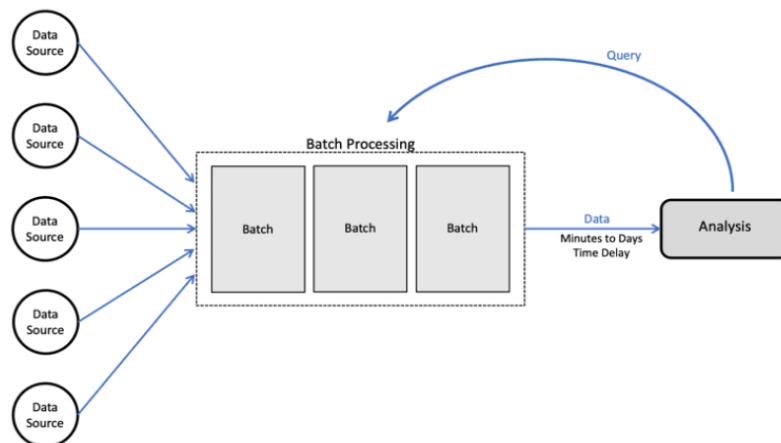 Data
Source
Data
Source
Data
Source
Data
Source
Data
Source
Query
Batch Processing
Batch
Batch
Batch
Data
Minutes to Days
Time Delay
Analysis